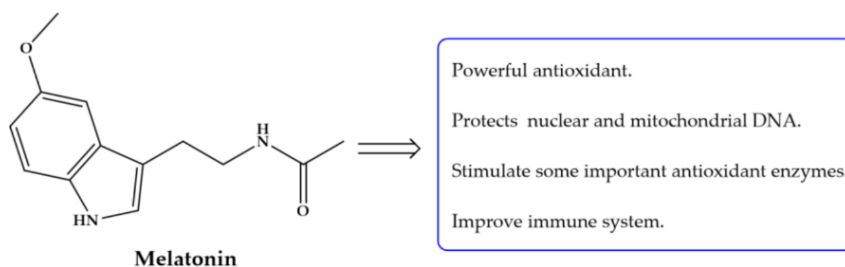 O
H
N
O
HN
Melatonin
Powerful antioxidant.
Protects nuclear and mitochondrial DNA.
Stimulate some important antioxidant enzymes
Improve immune system.